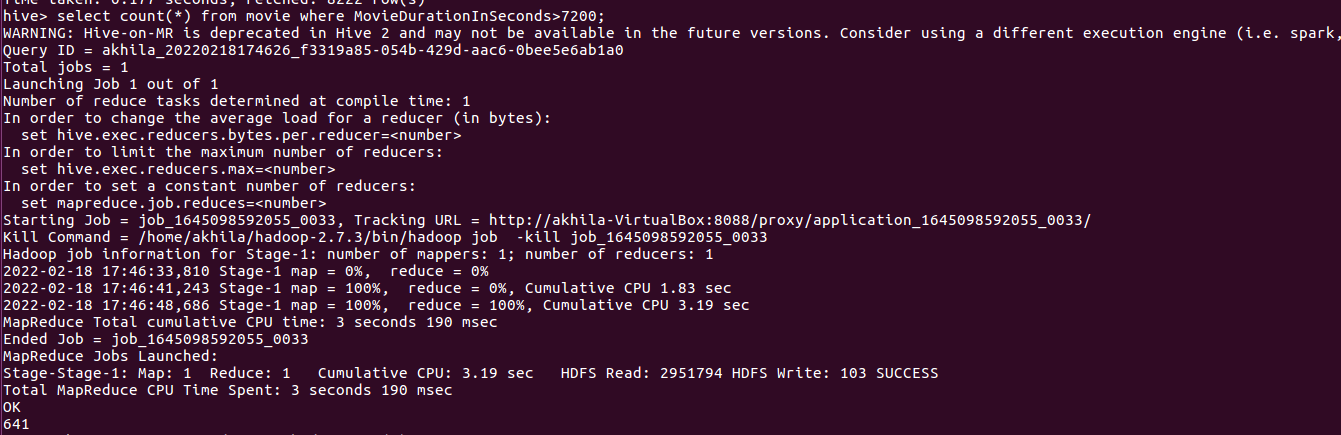 Time taken: 0.177 seconds, Fetched: 8222 row(s)
hive> select count(*) from movie where MovieDurationInSeconds>7200;
WARNING: Hive-on-MR is deprecated in Hive 2 and may not be available in the future versions. Consider using a different execution engine (i.e. spark,
Query ID = akhila_20220218174626_f3319a85-054b-429d-aac6-0bee5e6ab1a0
Total jobs = 1
Launching Job 1 out of 1
Number of reduce tasks determined at compile time: 1
In order to change the average load for a reducer (in bytes):
  set hive.exec.reducers.bytes.per.reducer=<number>
In order to limit the maximum number of reducers:
  set hive.exec.reducers.max=<number>
In order to set a constant number of reducers:
  set mapreduce.job.reduces=<number>
Starting Job = job_1645098592055_0033, Tracking URL = http://akhila-VirtualBox:8088/proxy/application_1645098592055_0033/
Kill Command = /home/akhila/hadoop-2.7.3/bin/hadoop job  -kill job_1645098592055_0033
Hadoop job information for Stage-1: number of mappers: 1; number of reducers: 1
2022-02-18 17:46:33,810 Stage-1 map = 0%,  reduce = 0%
2022-02-18 17:46:41,243 Stage-1 map = 100%,  reduce = 0%, Cumulative CPU 1.83 sec
2022-02-18 17:46:48,686 Stage-1 map = 100%,  reduce = 100%, Cumulative CPU 3.19 sec
MapReduce Total cumulative CPU time: 3 seconds 190 msec
Ended Job = job_1645098592055_0033
MapReduce Jobs Launched:
Stage-Stage-1: Map: 1  Reduce: 1   Cumulative CPU: 3.19 sec   HDFS Read: 2951794 HDFS Write: 103 SUCCESS
Total MapReduce CPU Time Spent: 3 seconds 190 msec
OK
641